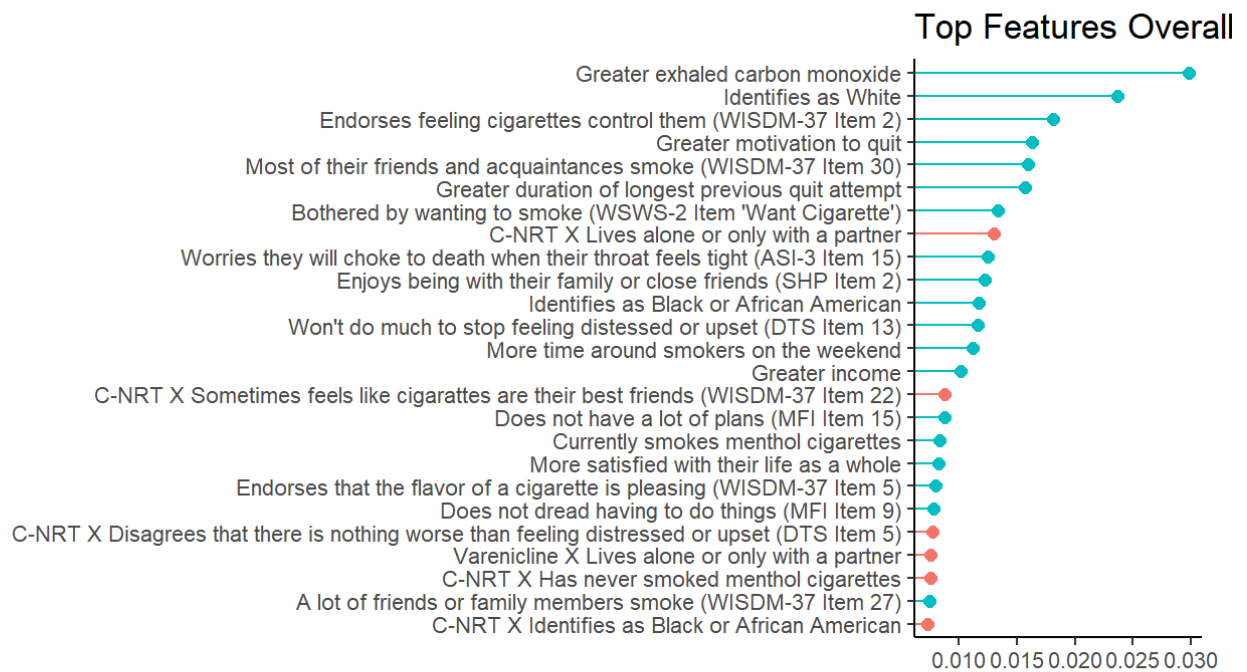 Top Features Overall
Greater exhaled carbon monoxide
Identifies as White
Endorses feeling cigarettes control them (WISDM-37 Item 2)
Greater motivation to quit
Most of their friends and acquaintances smoke (WISDM-37 Item 30)
Greater duration of longest previous quit attempt
Bothered by wanting to smoke (WSWS-2 Item 'Want Cigarette')
C-NRT X Lives alone or only with a partner
Worries they will choke to death when their throat feels tight (ASI-3 Item 15)
Enjoys being with their family or close friends (SHP Item 2)
Identifies as Black or African American
Won't do much to stop feeling distessed or upset (DTS Item 13)
More time around smokers on the weekend
Greater income
C-NRT X Sometimes feels like cigarattes are their best friends (WISDM-37 Item 22)
Does not have a lot of plans (MFI Item 15)
Currently smokes menthol cigarettes
More satisfied with their life as a whole
Endorses that the flavor of a cigarette is pleasing (WISDM-37 Item 5)
Does not dread having to do things (MFI Item 9)
C-NRT X Disagrees that there is nothing worse than feeling distressed or upset (DTS Item 5)
Varenicline X Lives alone or only with a partner
C-NRT X Has never smoked menthol cigarettes
A lot of friends or family members smoke (WISDM-37 Item 27)
C-NRT X Identifies as Black or African American
0.010 0.015 0.020 0.025 0.030